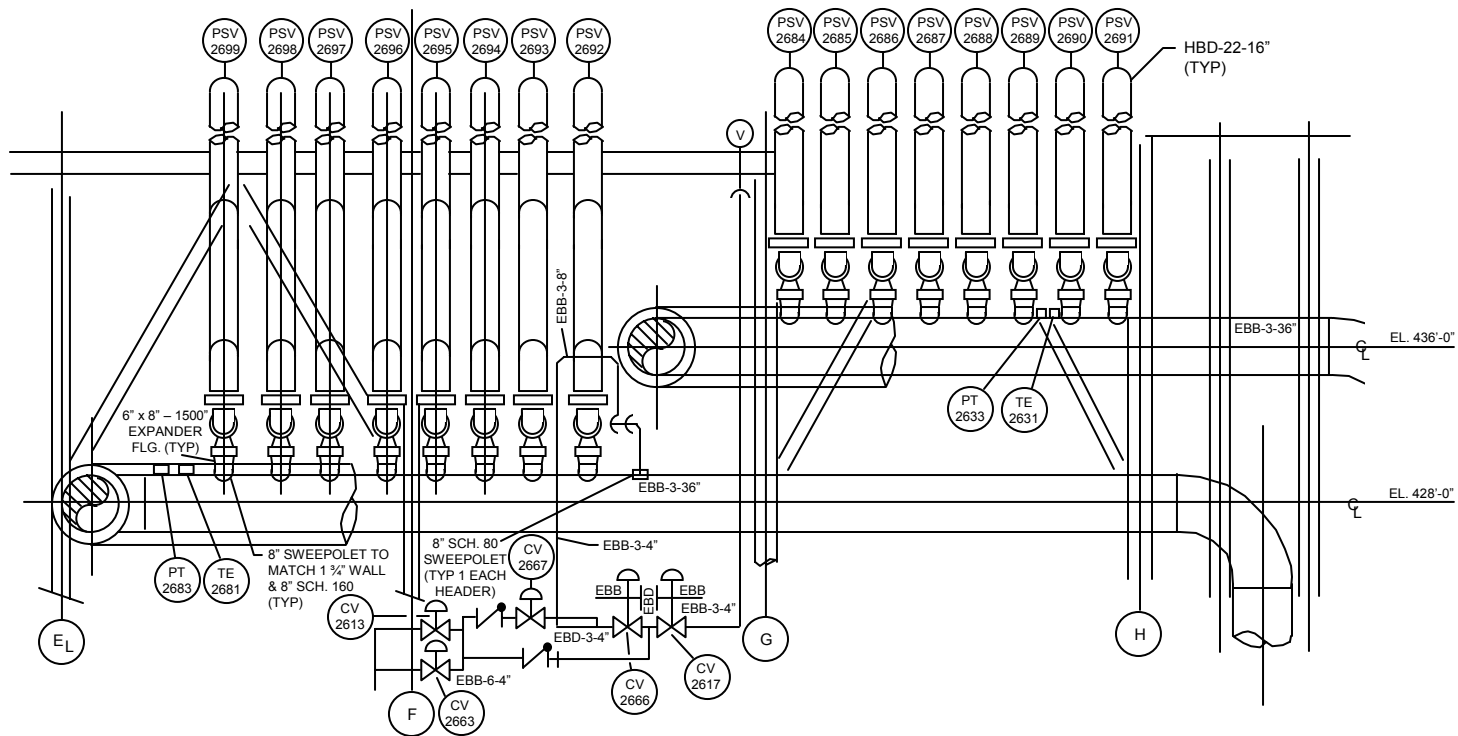 PSV 2699
PSV 2698
PSV 2697
PSV 2696
PSV 2695
PSV 2694
PSV 2693
PSV 2692
PSV 2684
PSV 2685
PSV 2686
PSV 2687
PSV 2688
PSV 2689
PSV 2690
PSV 2691
HBD-22-16”
(TYP)
V
EBB-3-8”
EBB-3-36”
EL. 436'-0”
CL
PT 2633
TE 2631
6” x 8” – 1500”
EXPANDER
FLG. (TYP)
EBB-3-36”
EL. 428'-0”
CL
PT 2683
TE 2681
8” SWEEPOLET TO
MATCH 1 ¾” WALL
& 8” SCH. 160
(TYP)
8” SCH. 80
SWEEPOLET
(TYP 1 EACH
HEADER)
CV 2667
EBB-3-4”
EBB
EBD
EBB
EBB-3-4”
CV 2613
EBD-3-4”
EBB-6-4”
CV 2663
CV 2666
CV 2617
EL
F
G
H